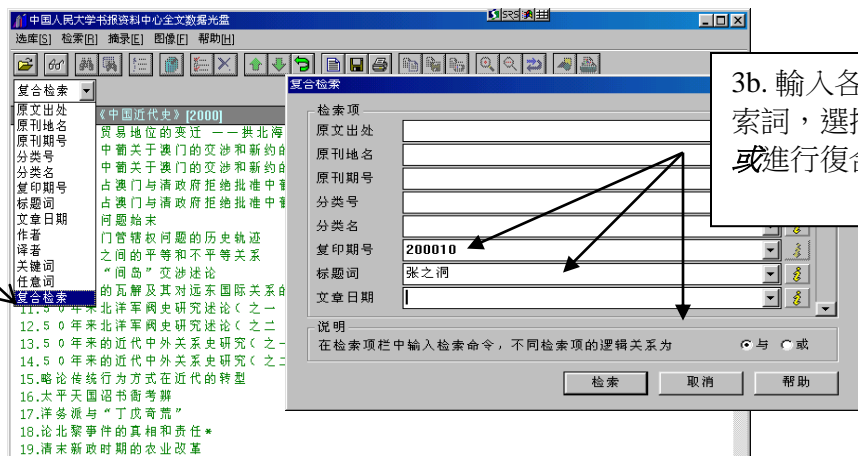 中国人民大学书报资料中心全文数据光盘
选库[S] 检索[R] 摘录[E] 图像[F] 帮助[H]
复合检索
原文出处
原刊地名
原刊期号
分类号
分类名
复印期号
标题词
文章日期
作者
译者
关键词
任意词
复合检索
《中国近代史》[2000]
贸易地位的变迁 ——拱北海
中葡关于澳门的交涉和新约的
中葡关于澳门的交涉和新约的
占澳门与清政府拒绝批准中葡
占澳门与清政府拒绝批准中葡
问题始末
门管辖权问题的历史轨迹
之间的平等和不平等关系
“间岛”交涉述论
的瓦解及其对远东国际关系的
11.５０年来北洋军阀史研究述论(之一
12.５０年来北洋军阀史研究述论(之二
13.５０年来的近代中外关系史研究(之一
14.５０年来的近代中外关系史研究(之二
15.略论传统行为方式在近代的转型
16.太平天国诏书衙考辨
17.洋务派与“丁戊奇荒”
18.论北黎事件的真相和责任*
19.清末新政时期的农业改革
复合检索
检索项
原文出处
原刊地名
原刊期号
分类号
分类名
复印期号 200010
标题词 张之洞
文章日期
说明
在检索项栏中输入检索命令，不同检索项的逻辑关系为 与 或
检索 取消 帮助
3b. 輸入各
索詞，選
或進行復合